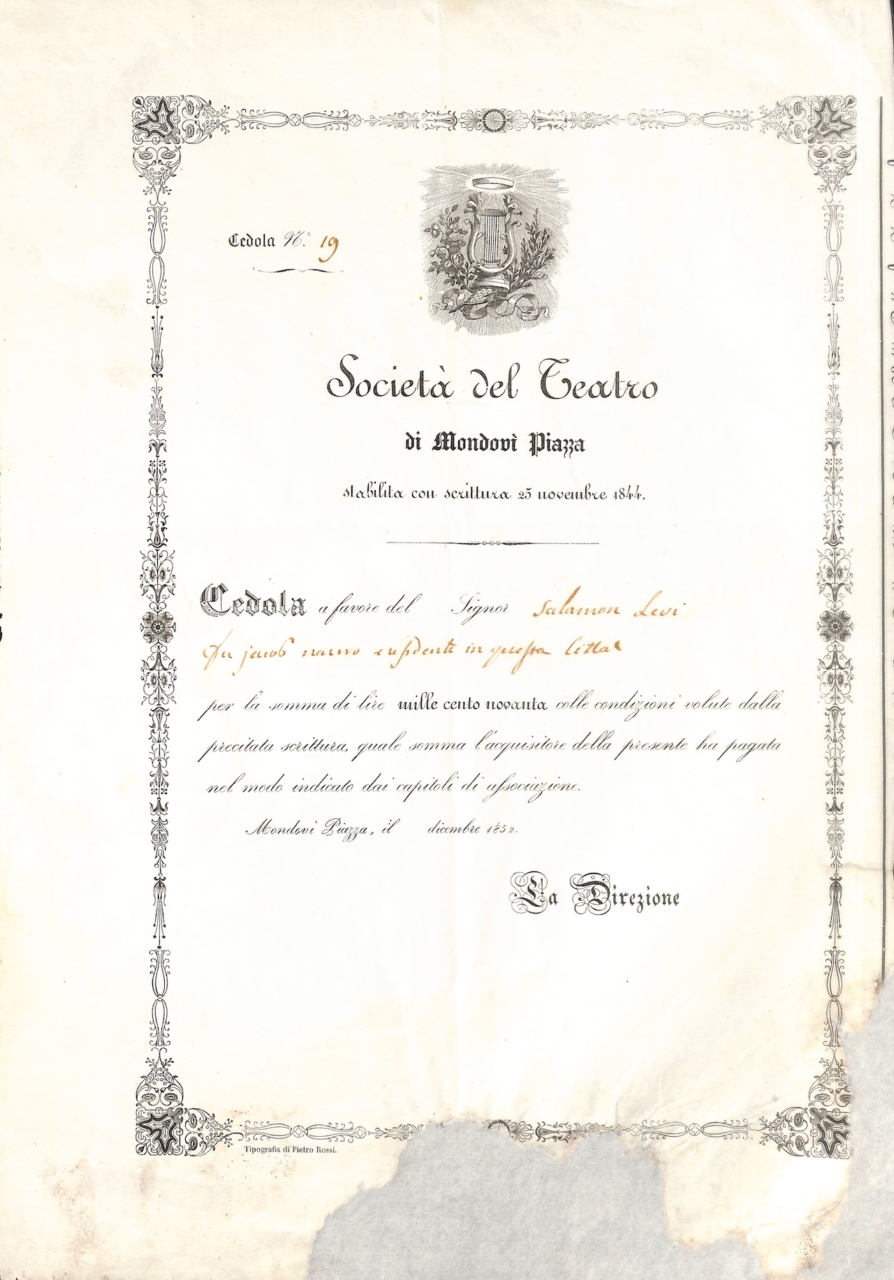 Cedola N.° 19
Società del Teatro
di Mondovì Piazza
stabilita con scrittura 25 novembre 1844.
Cedola a favore del Signor Salamon Levi
fu jacob residente in questa Citta
per la somma di lire mille cento novanta colle condizioni volute dalla
precitata scrittura, quale somma l'acquisitore della presente ha pagata
nel modo indicato dai capitoli di associazione.
Mondovì Piazza, il dicembre 1852.
La Direzione
Tipografia di Pietro Rossi.